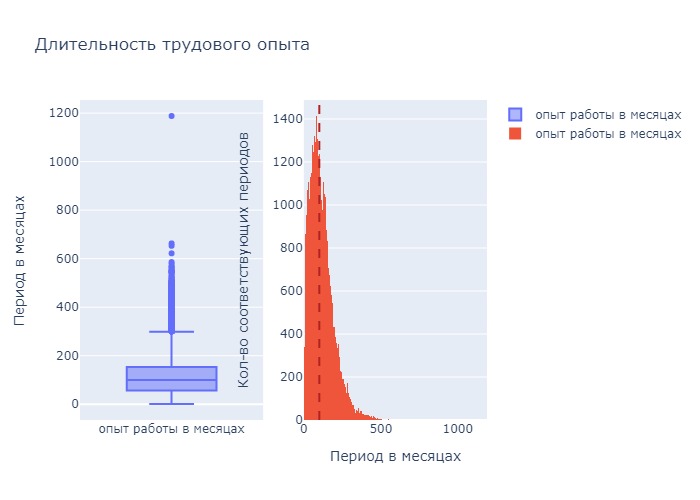 Длительность трудового опыта
Период в месяцах
1200
1000
800
600
400
200
0
опыт работы в месяцах
Кол-во соответствующих периодов
1400
1200
1000
800
600
400
200
0
0
500
1000
Период в месяцах
опыт работы в месяцах
опыт работы в месяцах